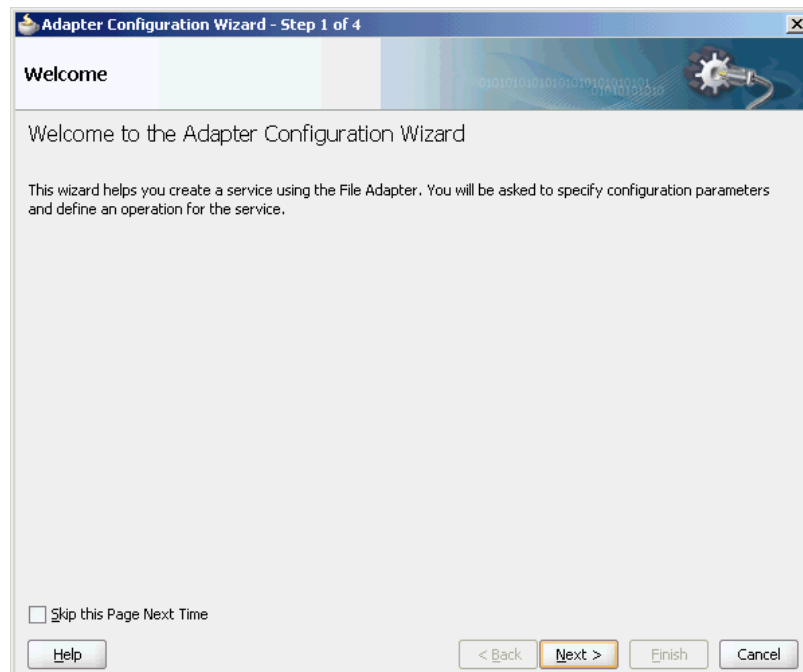 Adapter Configuration Wizard - Step 1 of 4
Welcome
Welcome to the Adapter Configuration Wizard
This wizard helps you create a service using the File Adapter. You will be asked to specify configuration parameters
and define an operation for the service.
Skip this Page Next Time
Help
< Back
Next >
Finish
Cancel